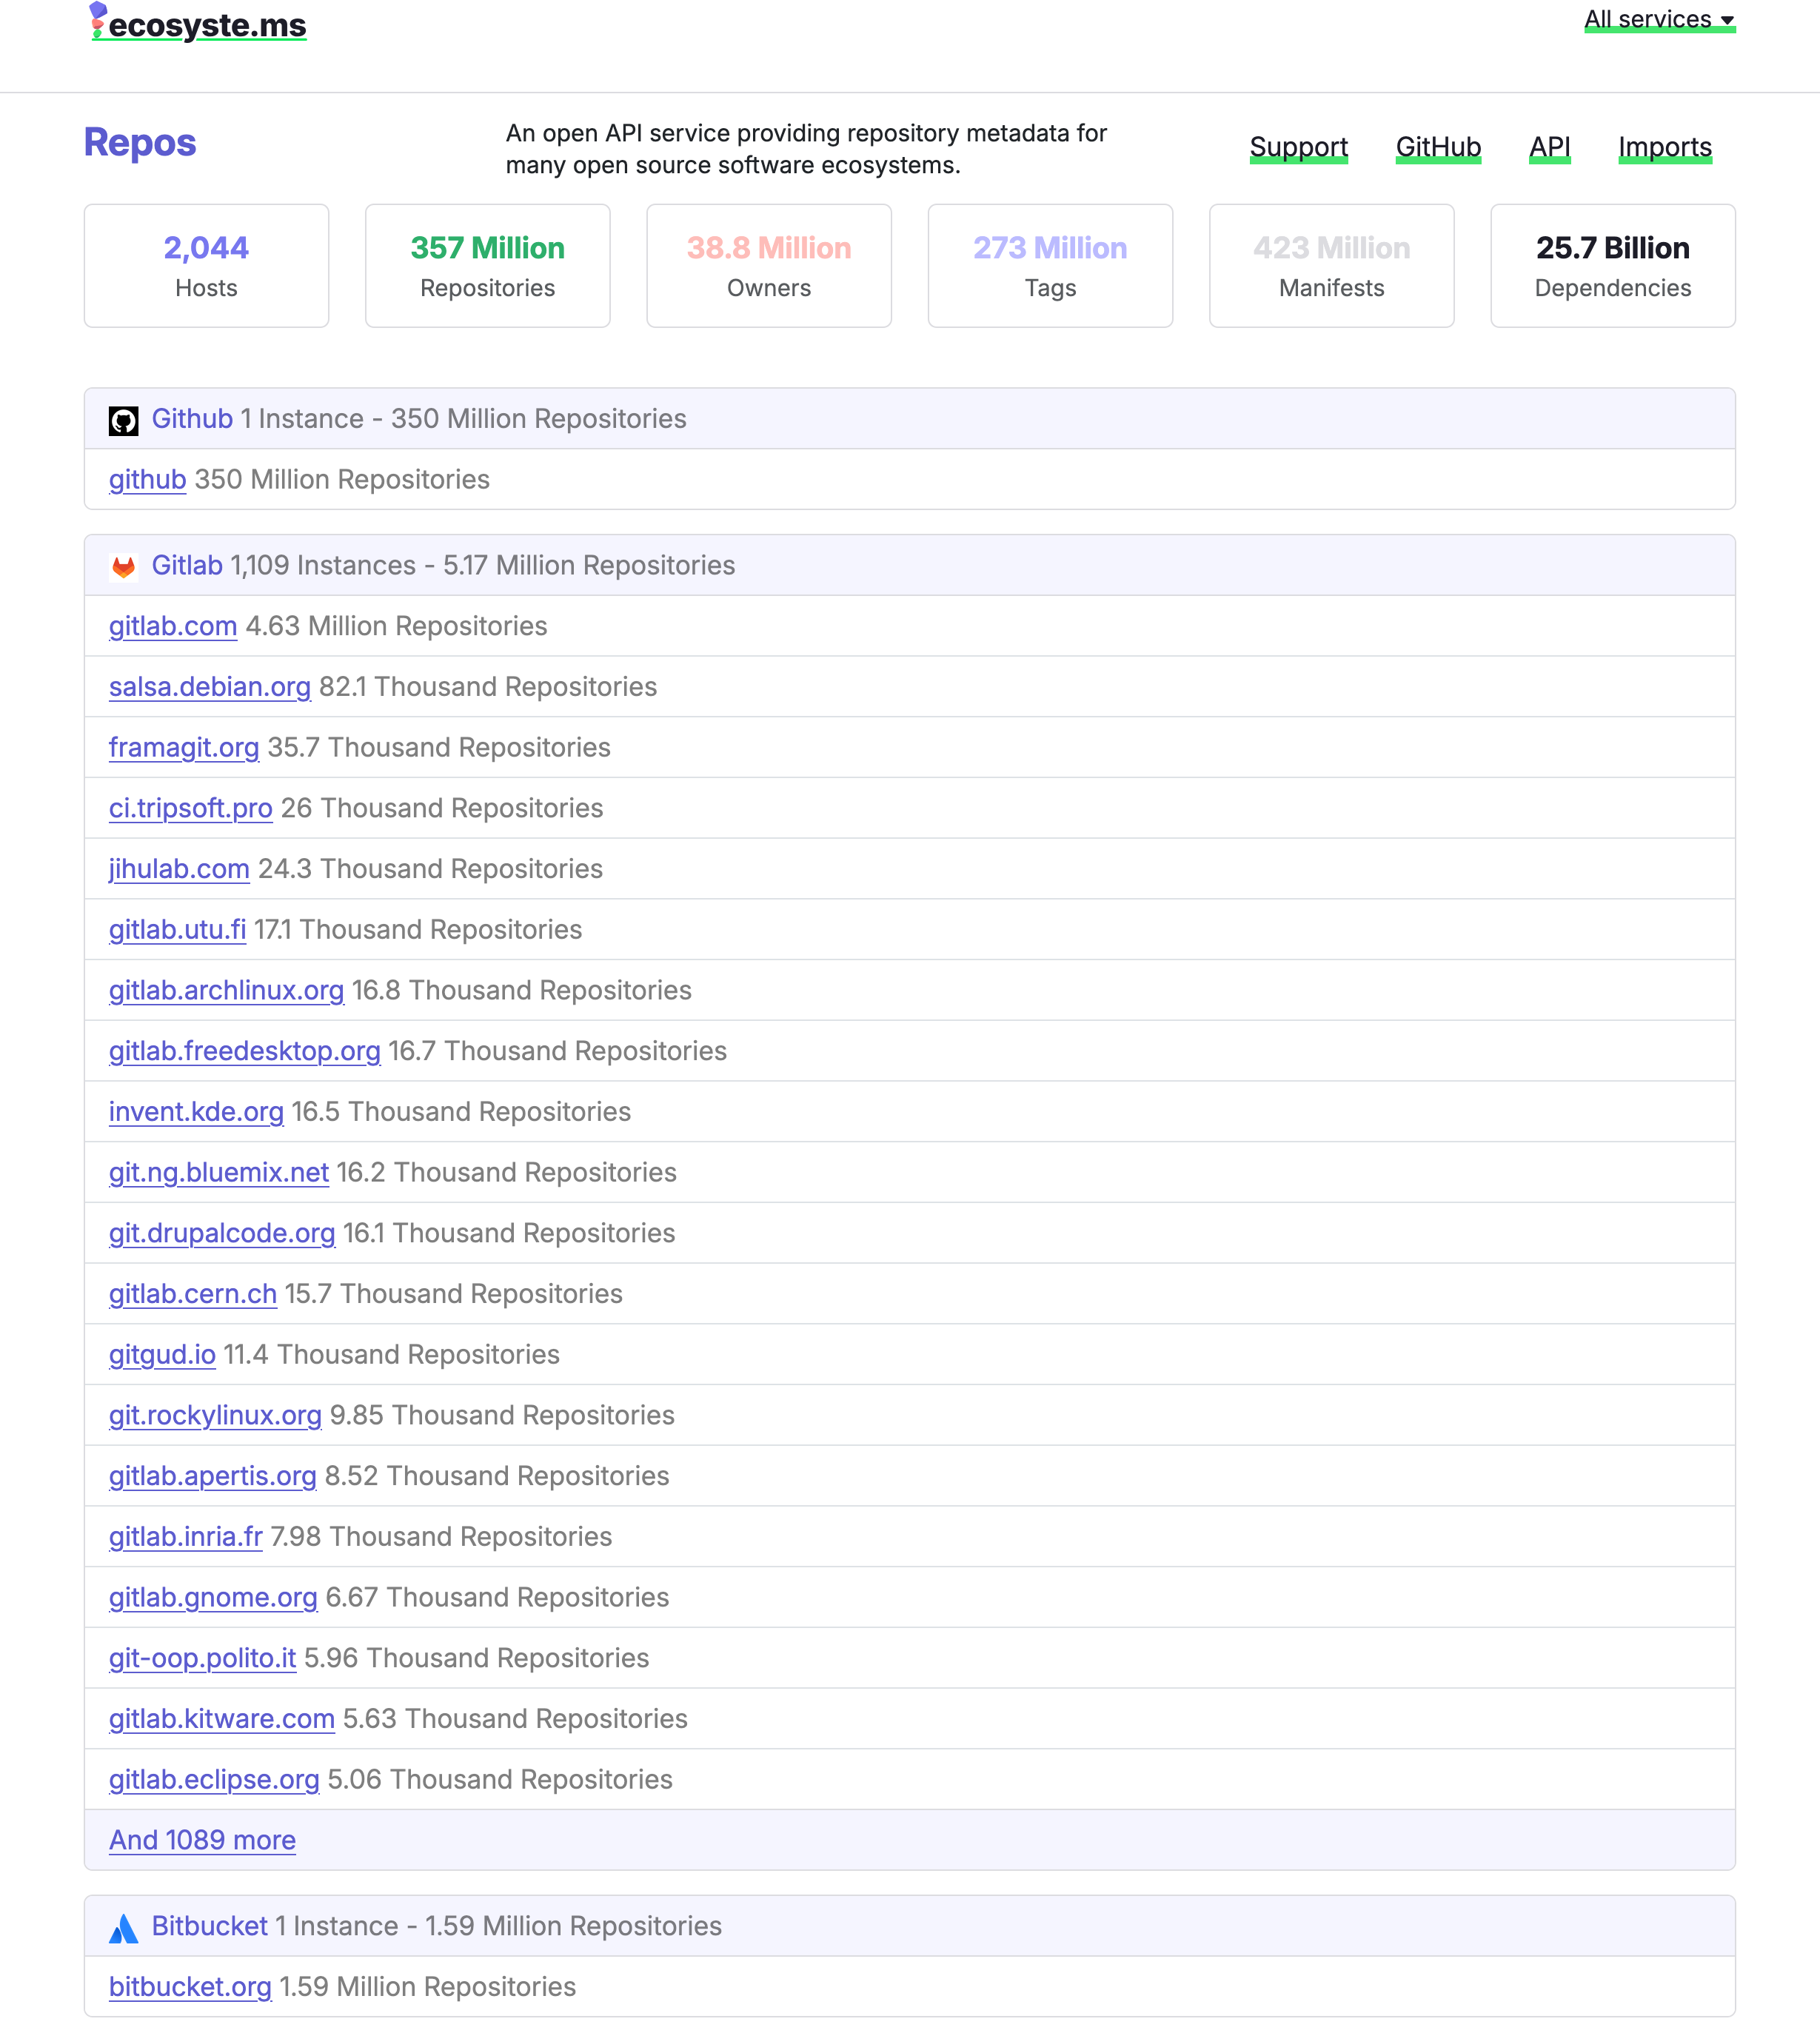 ecosyste.ms
All services
Repos
An open API service providing repository metadata for
many open source software ecosystems.
Support GitHub API Imports
2,044
Hosts
357 Million
Repositories
38.8 Million
Owners
273 Million
Tags
423 Million
Manifests
25.7 Billion
Dependencies
Github 1 Instance - 350 Million Repositories
github 350 Million Repositories
Gitlab 1,109 Instances - 5.17 Million Repositories
gitlab.com 4.63 Million Repositories
salsa.debian.org 82.1 Thousand Repositories
framagit.org 35.7 Thousand Repositories
ci.tripsoft.pro 26 Thousand Repositories
jihulab.com 24.3 Thousand Repositories
gitlab.utu.fi 17.1 Thousand Repositories
gitlab.archlinux.org 16.8 Thousand Repositories
gitlab.freedesktop.org 16.7 Thousand Repositories
invent.kde.org 16.5 Thousand Repositories
git.ng.bluemix.net 16.2 Thousand Repositories
git.drupalcode.org 16.1 Thousand Repositories
gitlab.cern.ch 15.7 Thousand Repositories
gitgud.io 11.4 Thousand Repositories
git.rockylinux.org 9.85 Thousand Repositories
gitlab.apertis.org 8.52 Thousand Repositories
gitlab.inria.fr 7.98 Thousand Repositories
gitlab.gnome.org 6.67 Thousand Repositories
git-oop.polito.it 5.96 Thousand Repositories
gitlab.kitware.com 5.63 Thousand Repositories
gitlab.eclipse.org 5.06 Thousand Repositories
And 1089 more
Bitbucket 1 Instance - 1.59 Million Repositories
bitbucket.org 1.59 Million Repositories